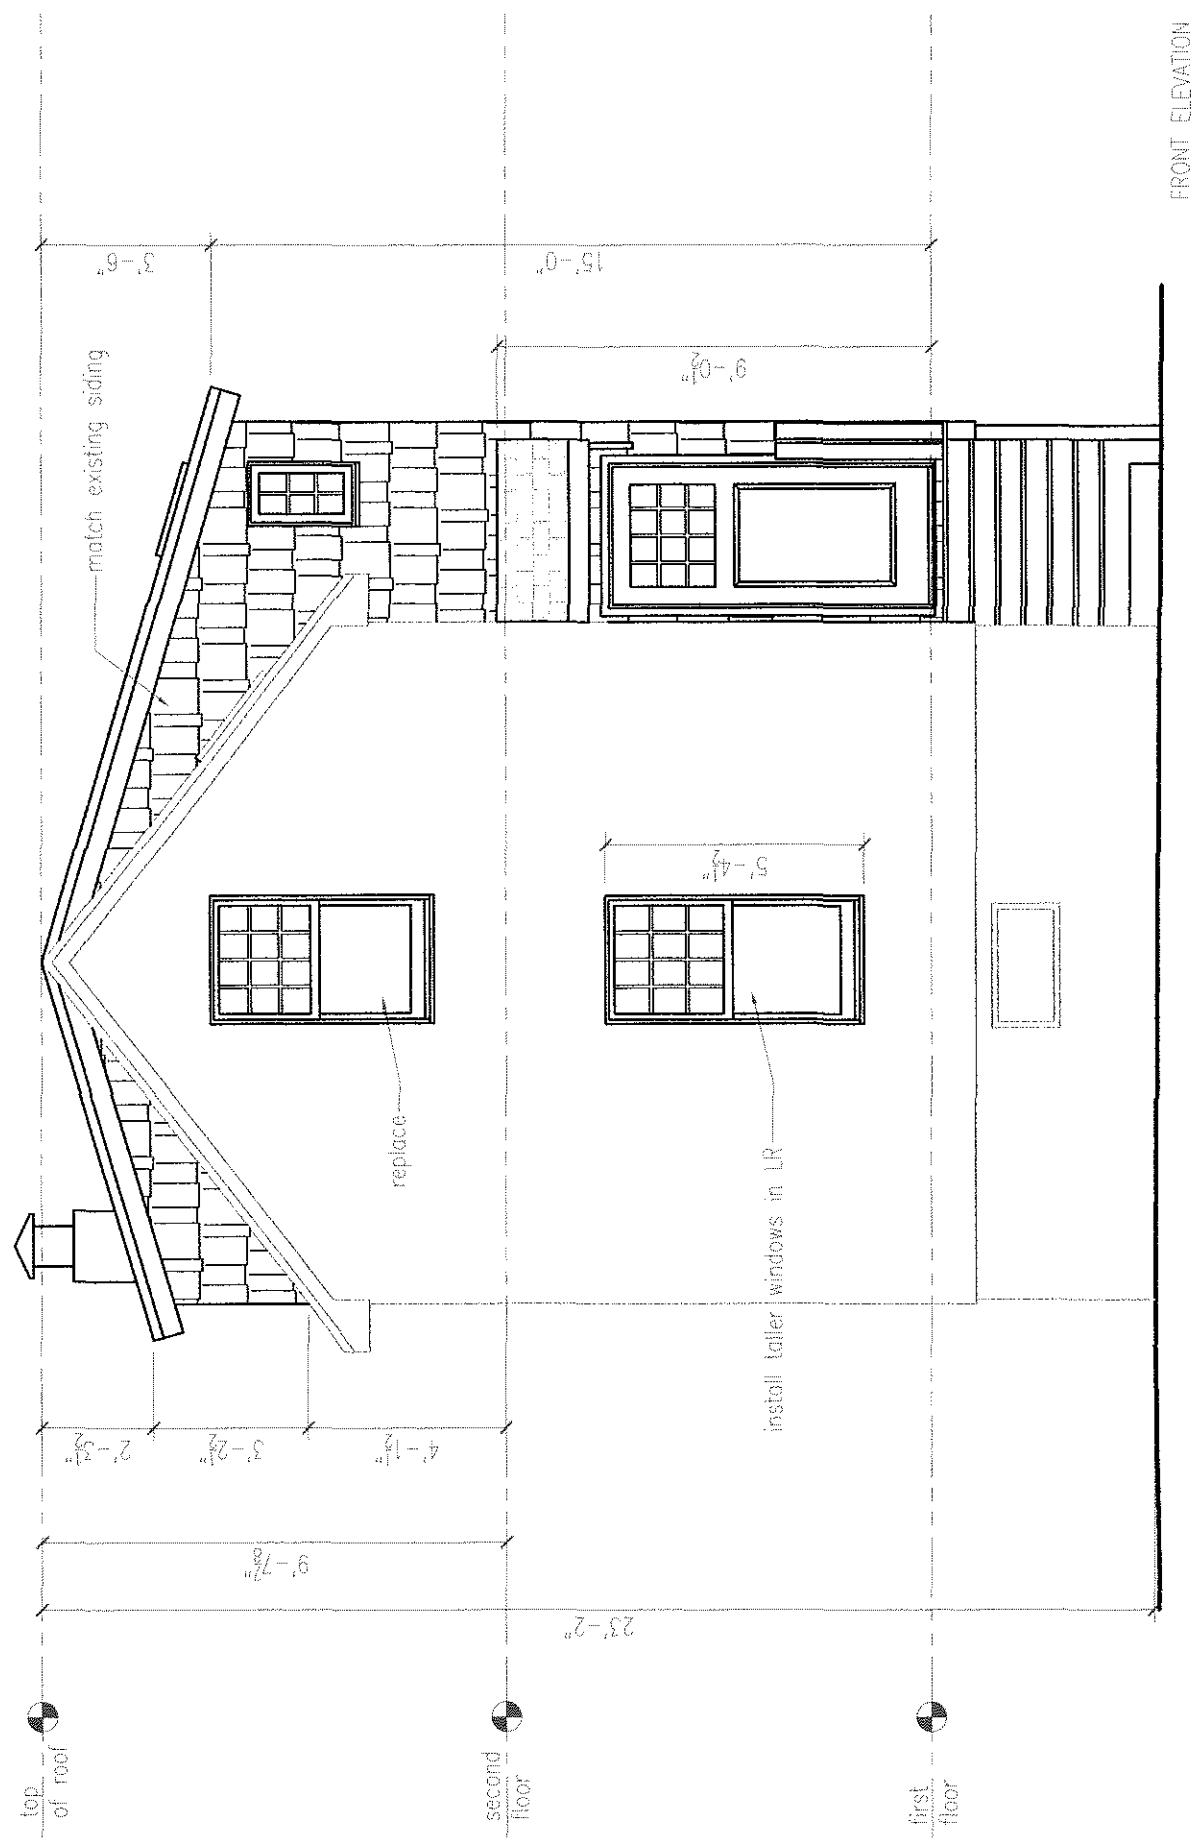 top
of roof
second
floor
first
floor
23'-2"
9'-7⅞"
2'-3½"
3'-2½"
4'-1½"
replace
install taller windows in LR
5'-4½"
match existing siding
9'-0½"
3'-6"
15'-0"
FRONT ELEVATION